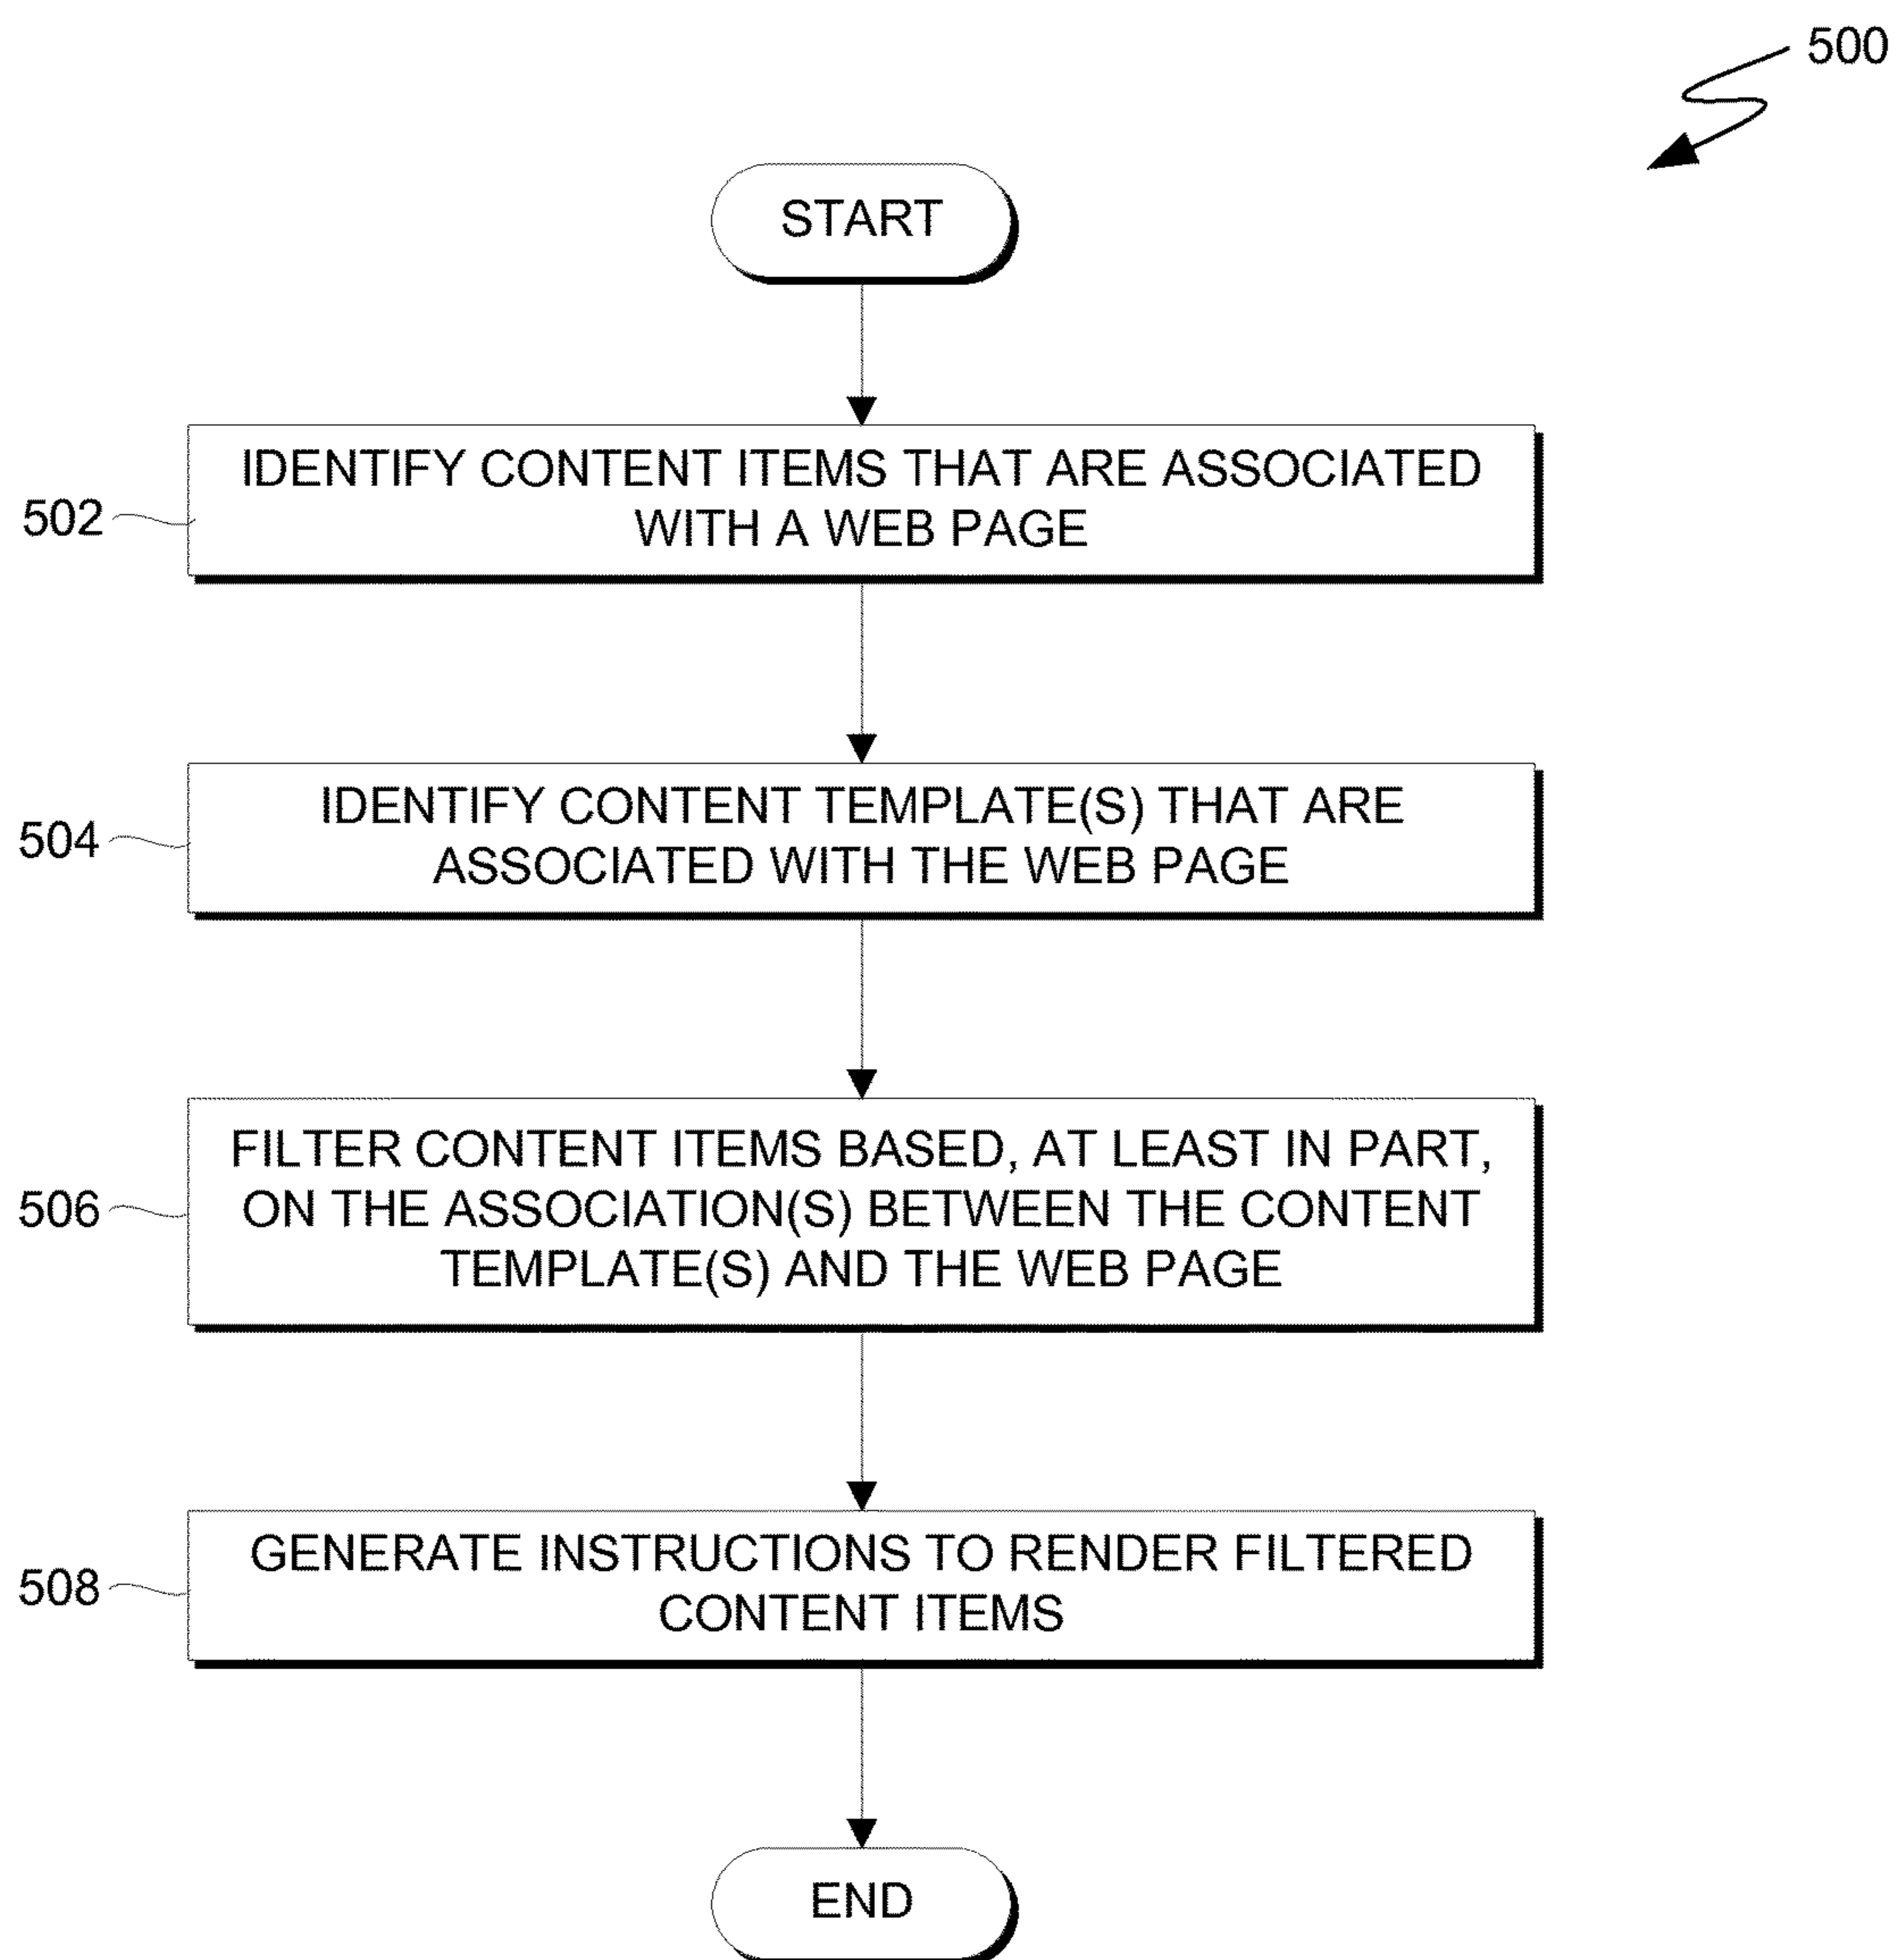 500
START
IDENTIFY CONTENT ITEMS THAT ARE ASSOCIATED
WITH A WEB PAGE
502
IDENTIFY CONTENT TEMPLATE(S) THAT ARE
ASSOCIATED WITH THE WEB PAGE
504
FILTER CONTENT ITEMS BASED, AT LEAST IN PART,
ON THE ASSOCIATION(S) BETWEEN THE CONTENT
TEMPLATE(S) AND THE WEB PAGE
506
GENERATE INSTRUCTIONS TO RENDER FILTERED
CONTENT ITEMS
508
END